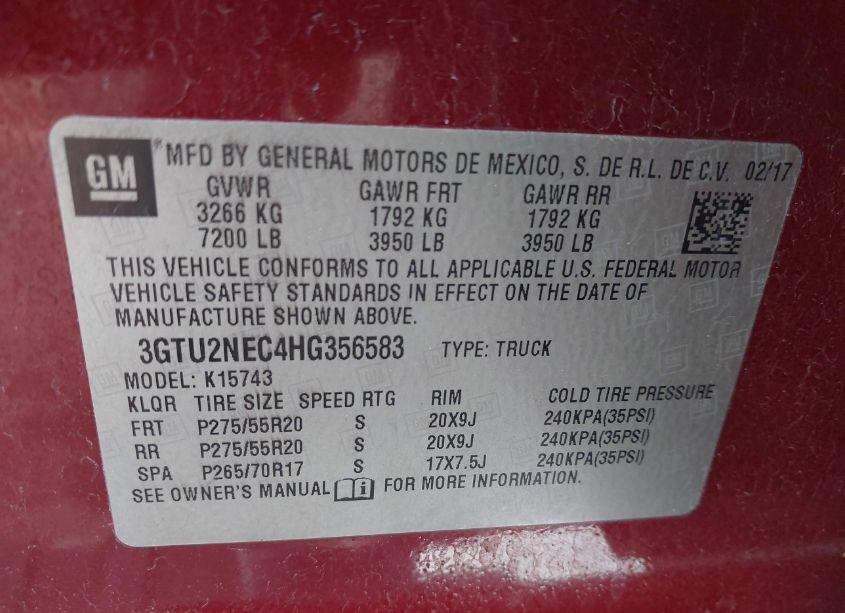 GM
MFD BY GENERAL MOTORS DE MEXICO, S. DE R.L. DE C.V. 02/17
GVWR GAWR FRT GAWR RR
3266 KG 1792 KG 1792 KG
7200 LB 3950 LB 3950 LB
THIS VEHICLE CONFORMS TO ALL APPLICABLE U.S. FEDERAL MOTOR
VEHICLE SAFETY STANDARDS IN EFFECT ON THE DATE OF
MANUFACTURE SHOWN ABOVE.
3GTU2NEC4HG356583 TYPE: TRUCK
MODEL: K15743
KLQR TIRE SIZE SPEED RTG RIM COLD TIRE PRESSURE
FRT P275/55R20 S 20X9J 240KPA(35PSI)
RR P275/55R20 S 20X9J 240KPA(35PSI)
SPA P265/70R17 S 17X7.5J 240KPA(35PSI)
SEE OWNER'S MANUAL i FOR MORE INFORMATION.